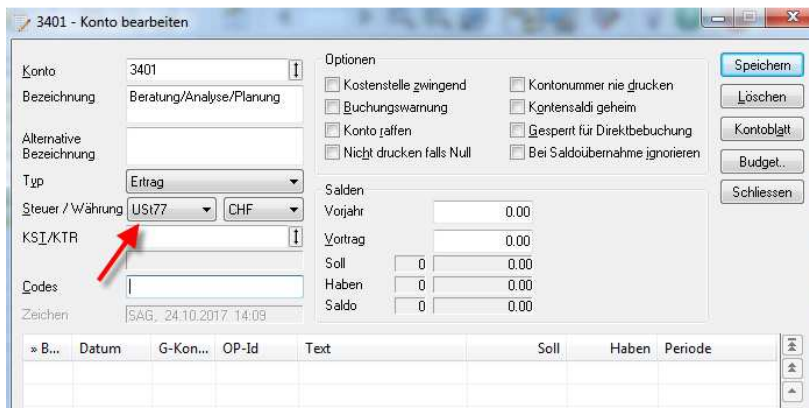 3401 - Konto bearbeiten
Konto 3401
Bezeichnung Beratung/Analyse/Planung
Alternative
Bezeichnung
Typ Ertrag
Steuer / Währung USt77 CHF
KST/KTR
Codes
Zeichen SAG, 24.10.2017 14:09
Optionen
Kostenstelle zwingend Kontonummer nie drucken
Buchungswarnung Kontensaldi geheim
Konto raffen Gesperrt für Direktbebuchung
Nicht drucken falls Null Bei Saldoübernahme ignorieren
Salden
Vorjahr 0.00
Vortrag 0.00
Soll 0 0.00
Haben 0 0.00
Saldo 0 0.00
Speichern
Löschen
Kontoblatt
Budget..
Schliessen
» B... Datum G-Kon... OP-Id Text Soll Haben Periode